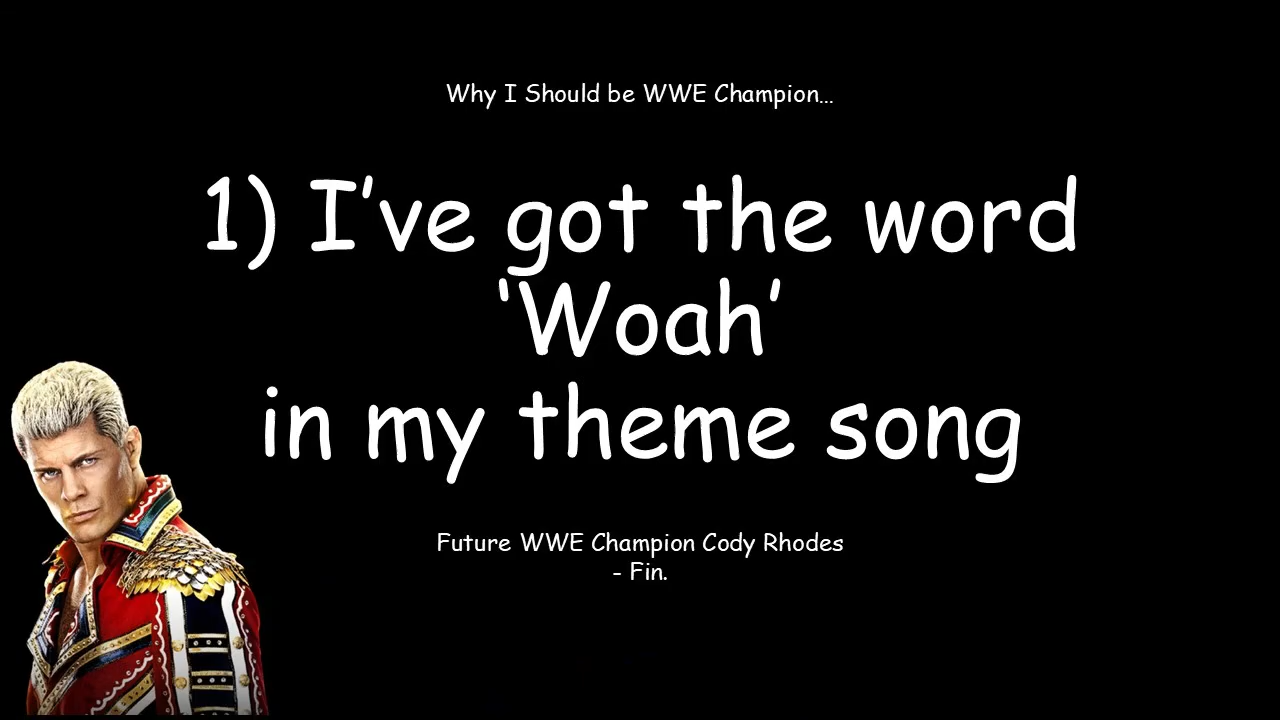 Why I Should be WWE Champion...
1) I've got the word
'Woah'
in my theme song
Future WWE Champion Cody Rhodes
- Fin.